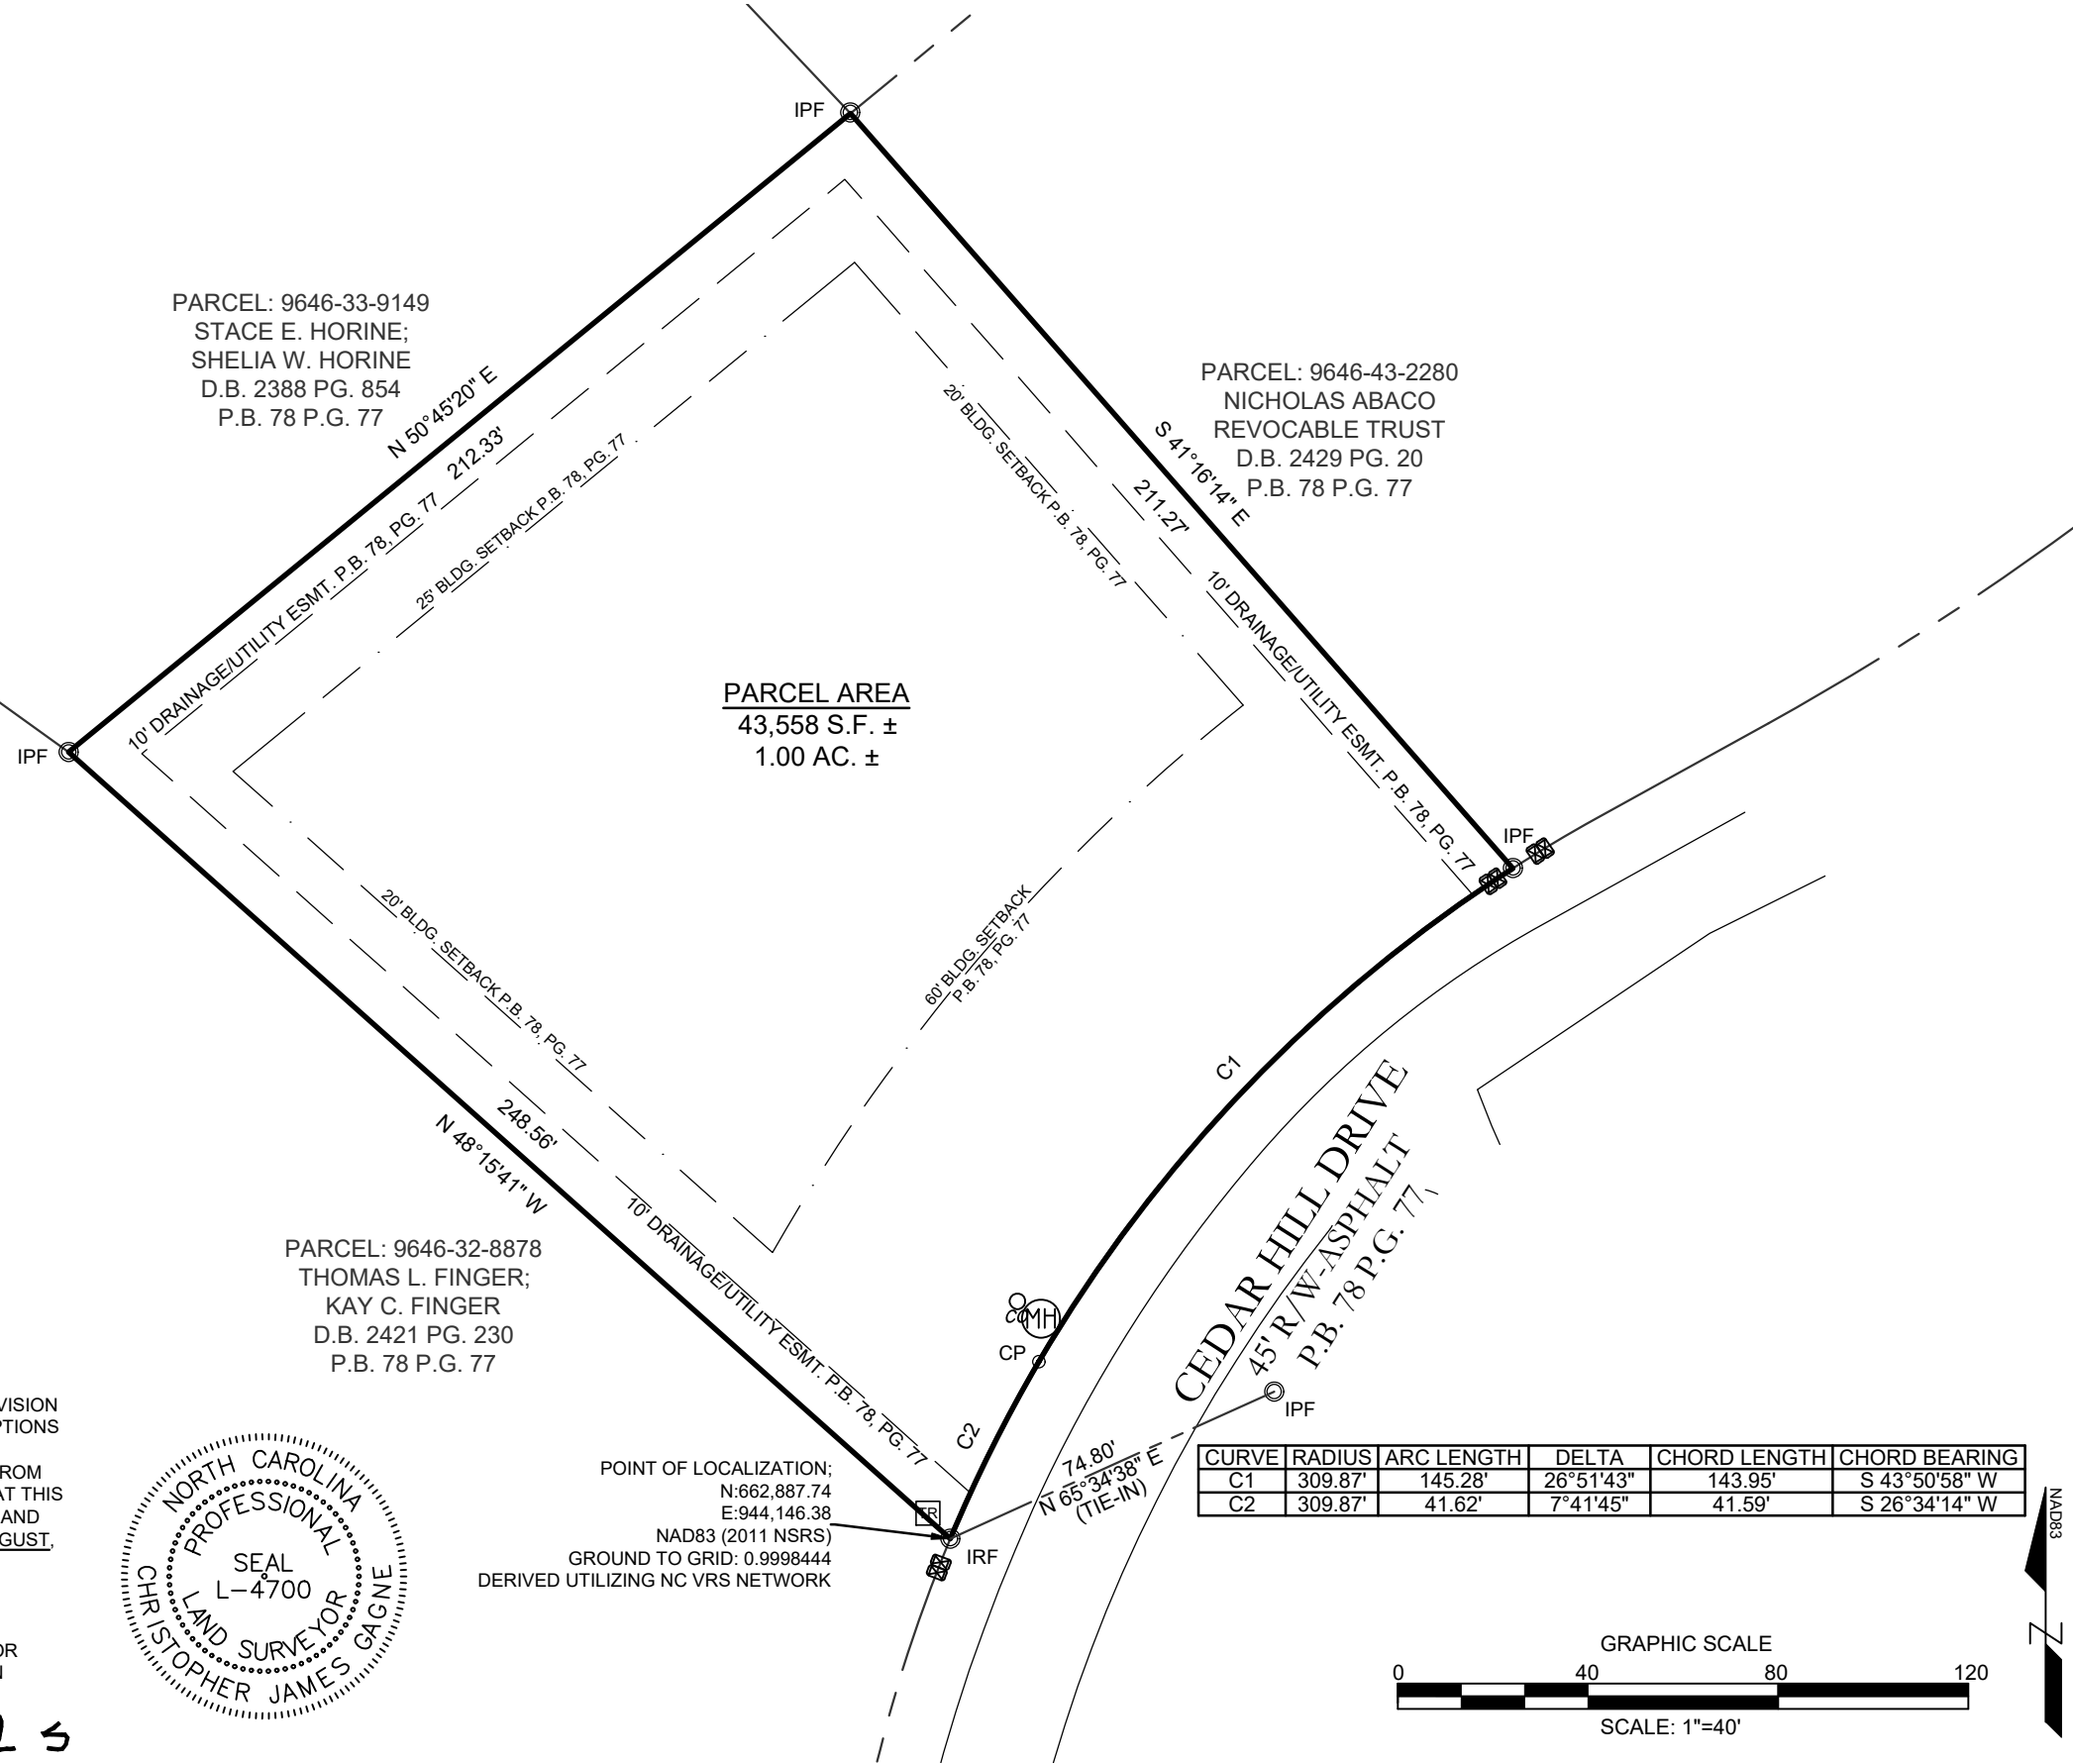 IPF
PARCEL: 9646-33-9149
STACE E. HORINE;
SHELIA W. HORINE
D.B. 2388 PG. 854
P.B. 78 P.G. 77
N 50°45'20" E
212.33'
10' DRAINAGE/UTILITY ESMT. P.B. 78, PG. 77
25' BLDG. SETBACK P.B. 78, PG. 77
20' BLDG. SETBACK P.B. 78, PG. 77
S 41°16'14" E
211.27'
PARCEL: 9646-43-2280
NICHOLAS ABACO
REVOCABLE TRUST
D.B. 2429 PG. 20
P.B. 78 P.G. 77
10' DRAINAGE/UTILITY ESMT. P.B. 78, PG. 77
PARCEL AREA
43,558 S.F. ±
1.00 AC. ±
IPF
IPF
20' BLDG. SETBACK P.B. 78, PG. 77
60' BLDG. SETBACK
P.B. 78, PG. 77
248.56'
N 48°15'41" W
10' DRAINAGE/UTILITY ESMT. P.B. 78, PG. 77
C1
CEDAR HILL DRIVE
45' R/W-ASPHALT
P.B. 78 P.G. 77
PARCEL: 9646-32-8878
THOMAS L. FINGER;
KAY C. FINGER
D.B. 2421 PG. 230
P.B. 78 P.G. 77
CO
MH
CP
C2
IPF
74.80'
N 65°34'38" E
(TIE-IN)
TR
IRF
POINT OF LOCALIZATION;
N:662,887.74
E:944,146.38
NAD83 (2011 NSRS)
GROUND TO GRID: 0.9998444
DERIVED UTILIZING NC VRS NETWORK
VISION
PTIONS
ROM
AT THIS
AND
GUST,
OR
N
NORTH CAROLINA
PROFESSIONAL
SEAL
L-4700
LAND SURVEYOR
CHRISTOPHER JAMES GAGNE
CURVE RADIUS ARC LENGTH DELTA CHORD LENGTH CHORD BEARING
C1 309.87' 145.28' 26°51'43" 143.95' S 43°50'58" W
C2 309.87' 41.62' 7°41'45" 41.59' S 26°34'14" W
NAD83
N
GRAPHIC SCALE
0 40 80 120
SCALE: 1"=40'